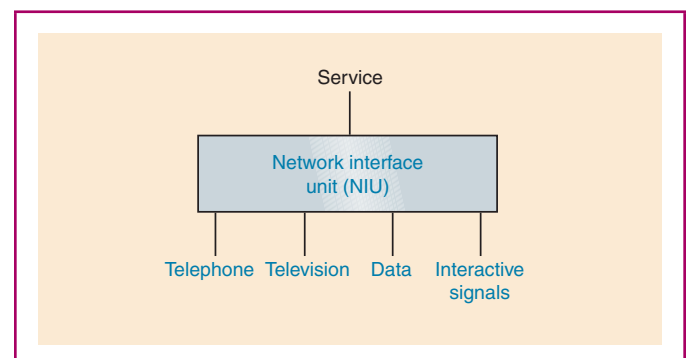 Service
Network interface
unit (NIU)
Telephone Television Data Interactive
signals